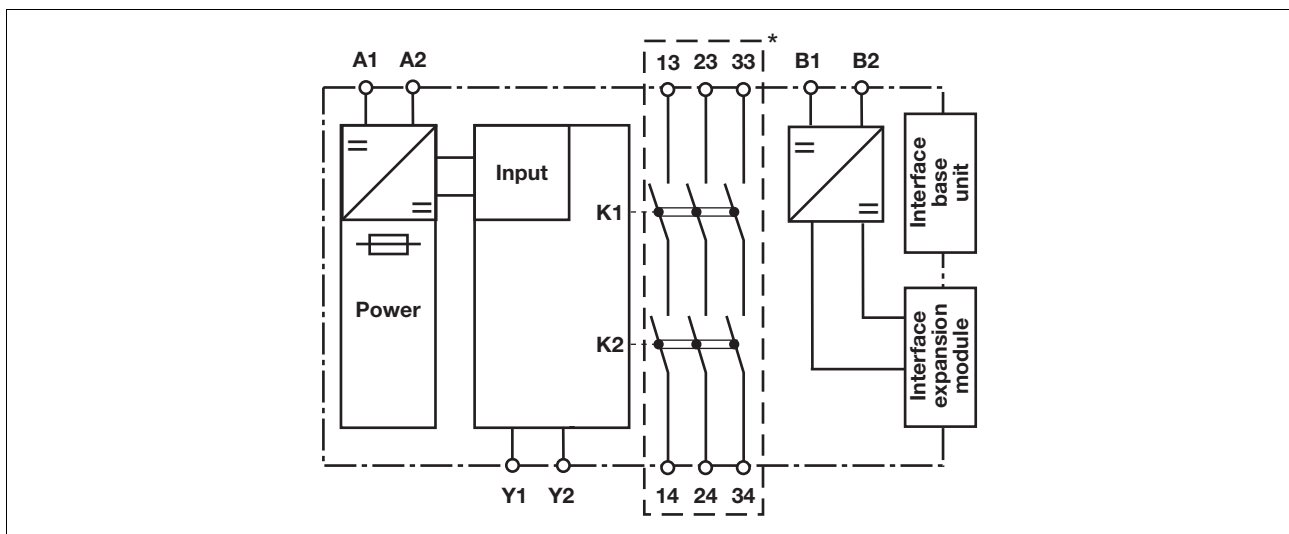 *
A1 A2 13 23 33 B1 B2
Input
Interface
base
unit
K1
Power
K2
Interface
expansion
module
Y1 Y2 14 24 34